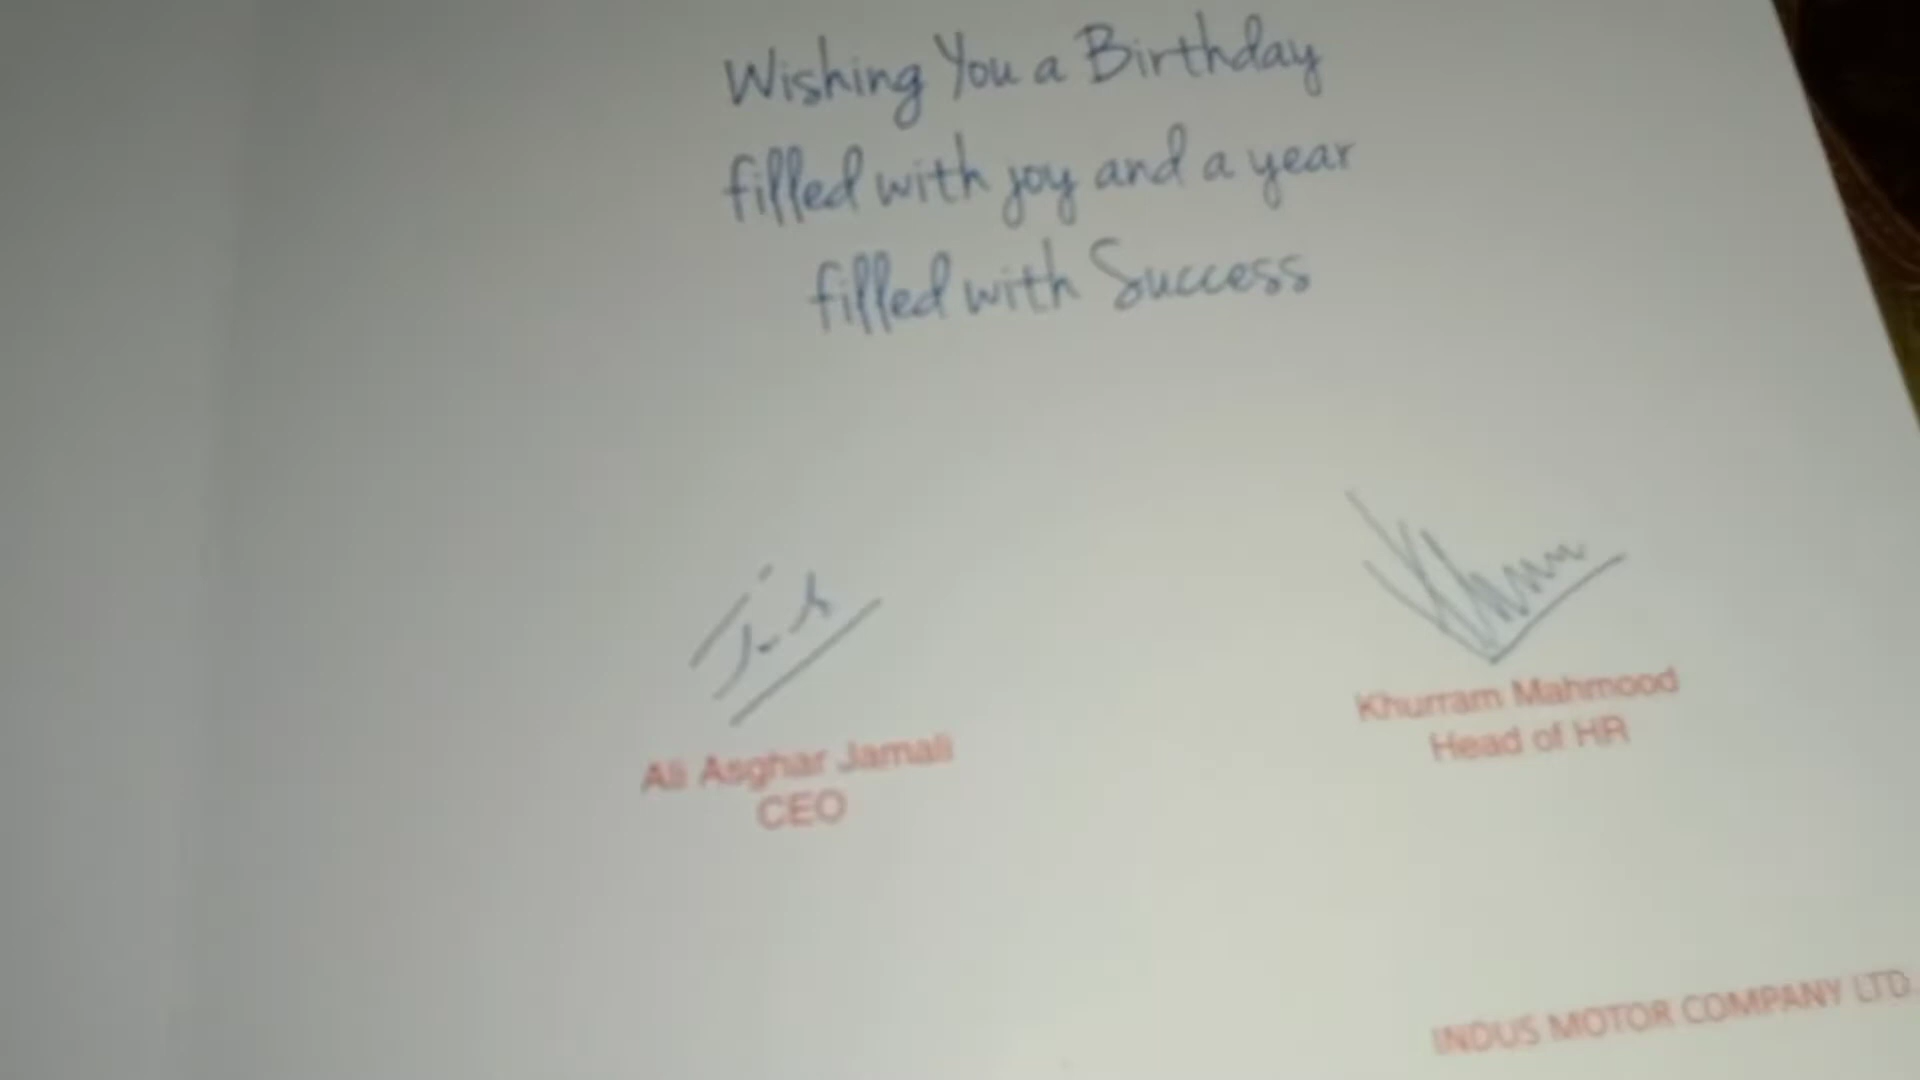 Wishing You a Birthday
filled with joy and a year
filled with Success
Ali Asghar Jamali
CEO
Khurram Mahmood
Head of HR
INDUS MOTOR COMPANY LTD.